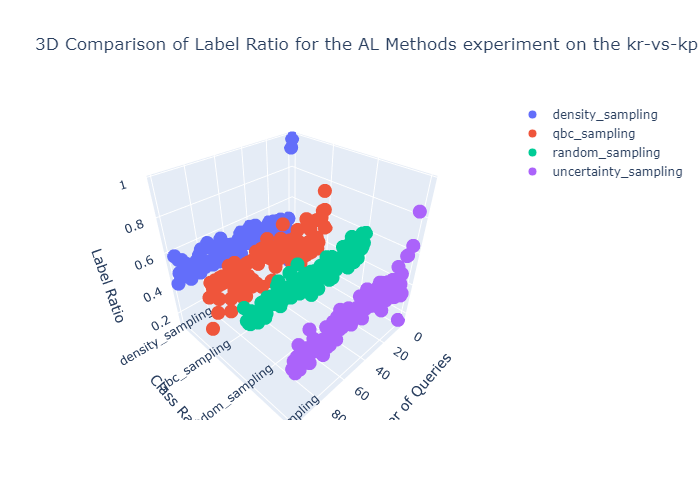 3D Comparison of Label Ratio for the AL Methods experiment on the kr-vs-kp
density_sampling
qbc_sampling
random_sampling
uncertainty_sampling
1
0.8
0.6
0.4
0.2
Label Ratio
density_sampling
qbc_sampling
Class
0
20
40
60
80
of Queries